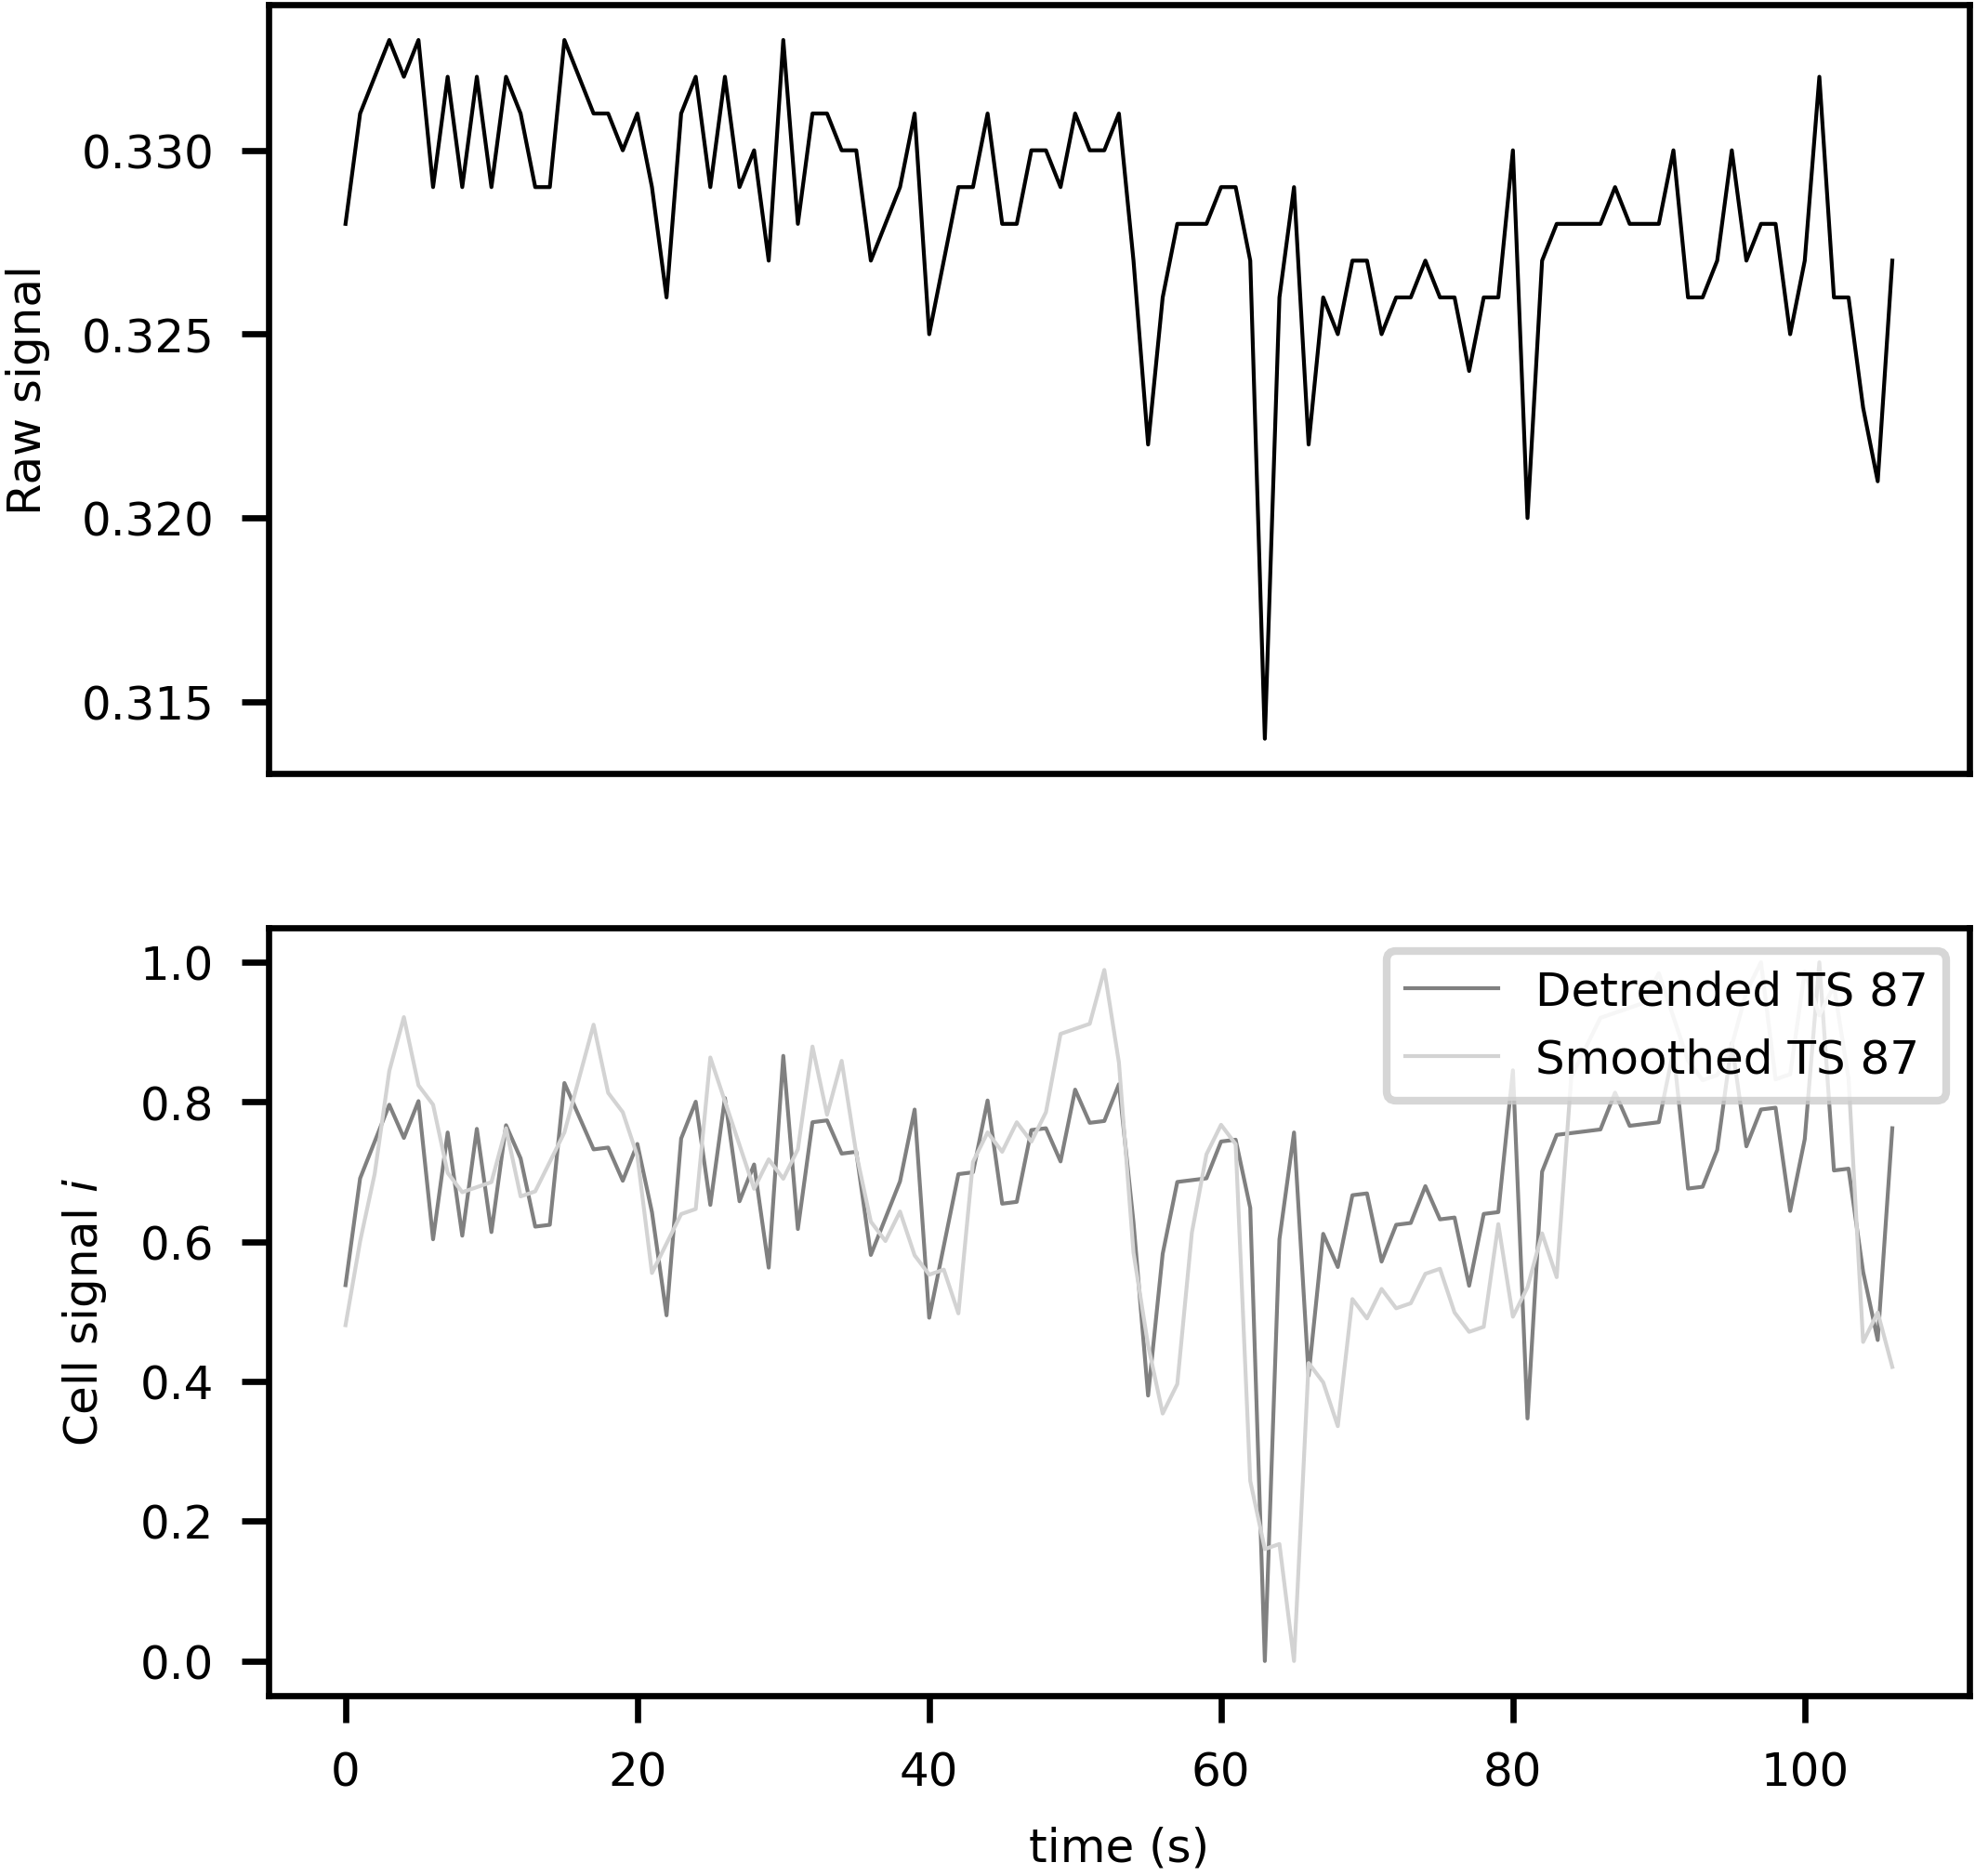 Raw signal
0.330
0.325
0.320
0.315
Cell signal i
1.0
0.8
0.6
0.4
0.2
0.0
Detrended TS 87
Smoothed TS 87
0 20 40 60 80 100
time (s)